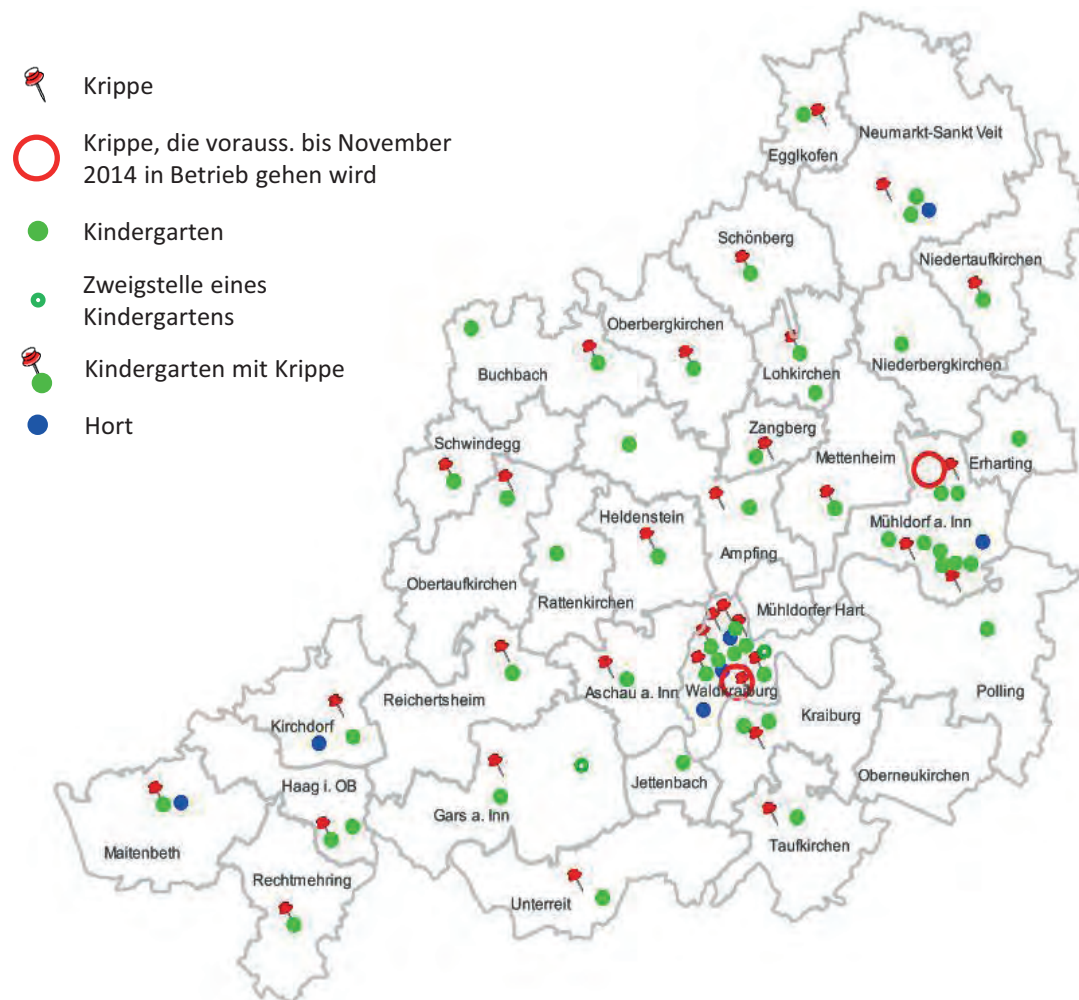 Krippe
Krippe, die vorauss. bis November
2014 in Betrieb gehen wird
Kindergarten
Zweigstelle eines
Kindergartens
Kindergarten mit Krippe
Hort
Neumarkt-Sankt Veit
Egglkofen
Schönberg
Niedertaufkirchen
Oberbergkirchen
Buchbach
Lohkirchen
Niederbergkirchen
Zangberg
Schwindegg
Mettenheim
Erharting
Heldenstein
Mühldorf a. Inn
Ampfing
Obertaufkirchen
Rattenkirchen
Mühldorfer Hart
Reichertsheim
Aschau a. Inn
Waldkraiburg
Polling
Kirchdorf
Kraiburg
Haag i. OB
Jettenbach
Oberneukirchen
Gars a. Inn
Maitenbeth
Taufkirchen
Rechtmehring
Unterreit